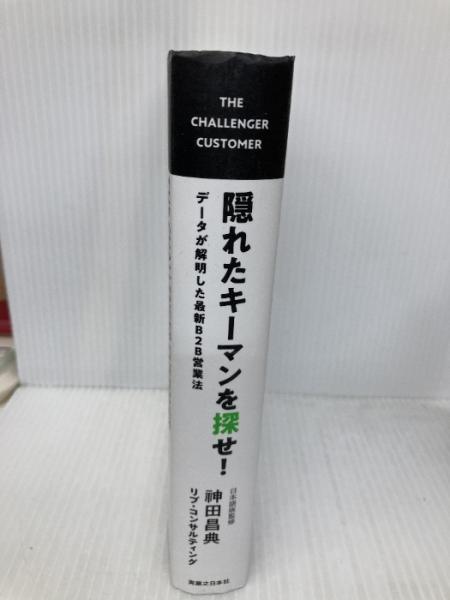 THE
CHALLENGER
CUSTOMER
隠れたキーマンを探せ!
データが解明した最新B2B営業法
日本語版監修
神田昌典
リブ・コンサルティング
実業之日本社